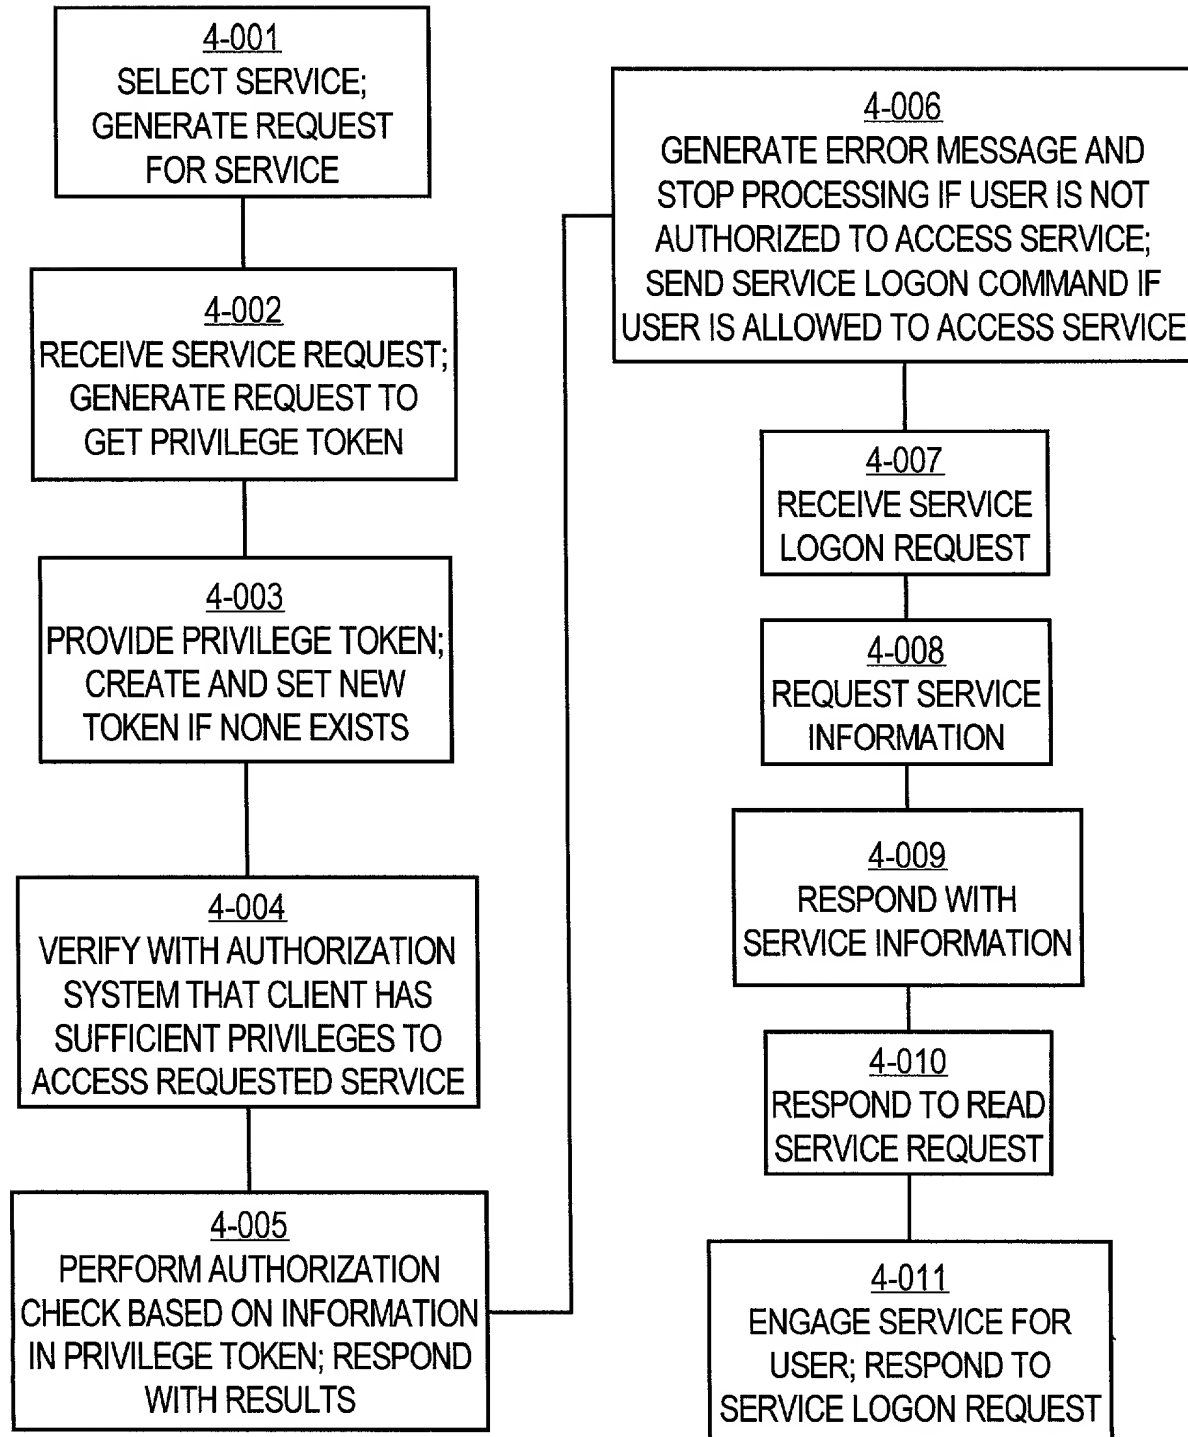 4-001
SELECT SERVICE;
GENERATE REQUEST
FOR SERVICE
4-002
RECEIVE SERVICE REQUEST;
GENERATE REQUEST TO
GET PRIVILEGE TOKEN
4-003
PROVIDE PRIVILEGE TOKEN;
CREATE AND SET NEW
TOKEN IF NONE EXISTS
4-004
VERIFY WITH AUTHORIZATION
SYSTEM THAT CLIENT HAS
SUFFICIENT PRIVILEGES TO
ACCESS REQUESTED SERVICE
4-005
PERFORM AUTHORIZATION
CHECK BASED ON INFORMATION
IN PRIVILEGE TOKEN; RESPOND
WITH RESULTS
4-006
GENERATE ERROR MESSAGE AND
STOP PROCESSING IF USER IS NOT
AUTHORIZED TO ACCESS SERVICE;
SEND SERVICE LOGON COMMAND IF
USER IS ALLOWED TO ACCESS SERVICE
4-007
RECEIVE SERVICE
LOGON REQUEST
4-008
REQUEST SERVICE
INFORMATION
4-009
RESPOND WITH
SERVICE INFORMATION
4-010
RESPOND TO READ
SERVICE REQUEST
4-011
ENGAGE SERVICE FOR
USER; RESPOND TO
SERVICE LOGON REQUEST